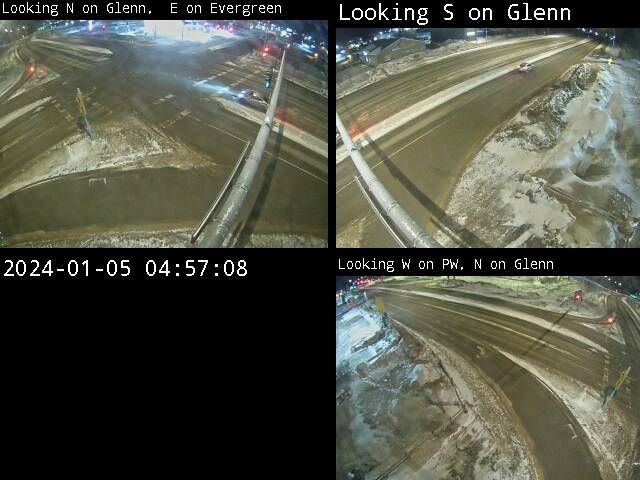 Looking N on Glenn,  E on Evergreen
Looking S on Glenn
2024-01-05 04:57:08
Looking W on PW, N on Glenn